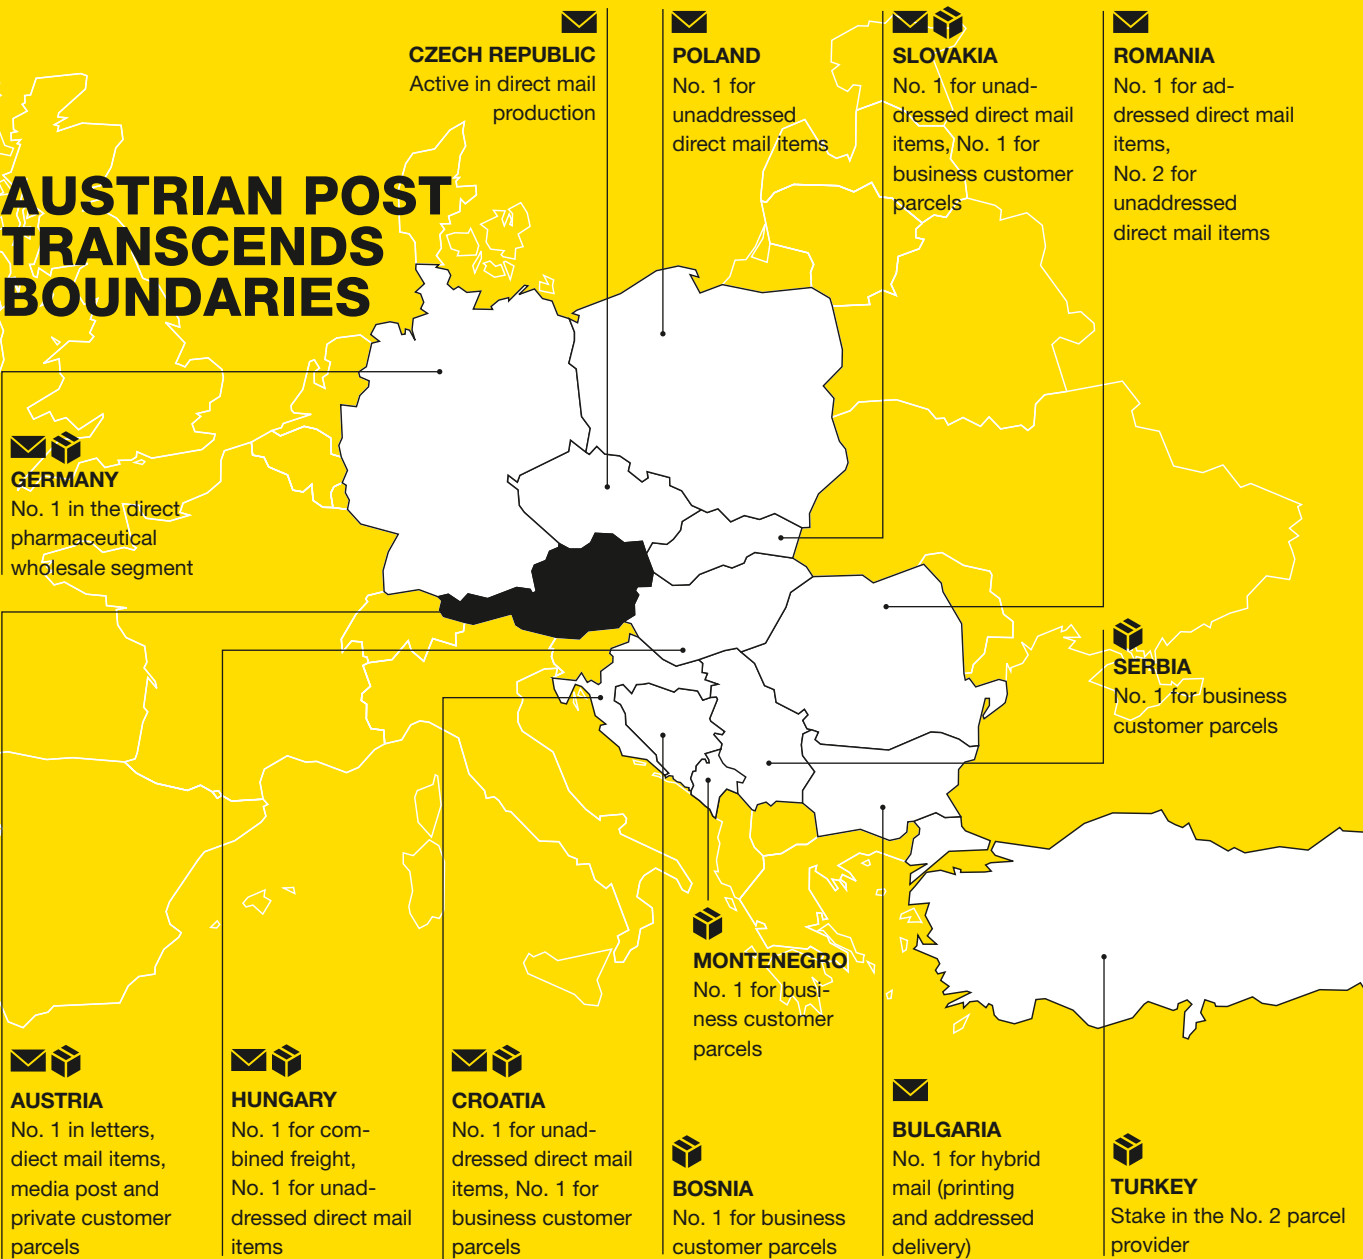 AUSTRIAN POST
TRANSCENDS
BOUNDARIES
CZECH REPUBLIC
Active in direct mail
production
POLAND
No. 1 for
unaddressed
direct mail items
SLOVAKIA
No. 1 for unad-
dressed direct mail
items, No. 1 for
business customer
parcels
ROMANIA
No. 1 for ad-
dressed direct mail
items,
No. 2 for
unaddressed
direct mail items
GERMANY
No. 1 in the direct
pharmaceutical
wholesale segment
SERBIA
No. 1 for business
customer parcels
MONTENEGRO
No. 1 for busi-
ness customer
parcels
AUSTRIA
No. 1 in letters,
diect mail items,
media post and
private customer
parcels
HUNGARY
No. 1 for com-
bined freight,
No. 1 for unad-
dressed direct mail
items
CROATIA
No. 1 for unad-
dressed direct mail
items, No. 1 for
business customer
parcels
BOSNIA
No. 1 for business
customer parcels
BULGARIA
No. 1 for hybrid
mail (printing
and addressed
delivery)
TURKEY
Stake in the No. 2 parcel
provider